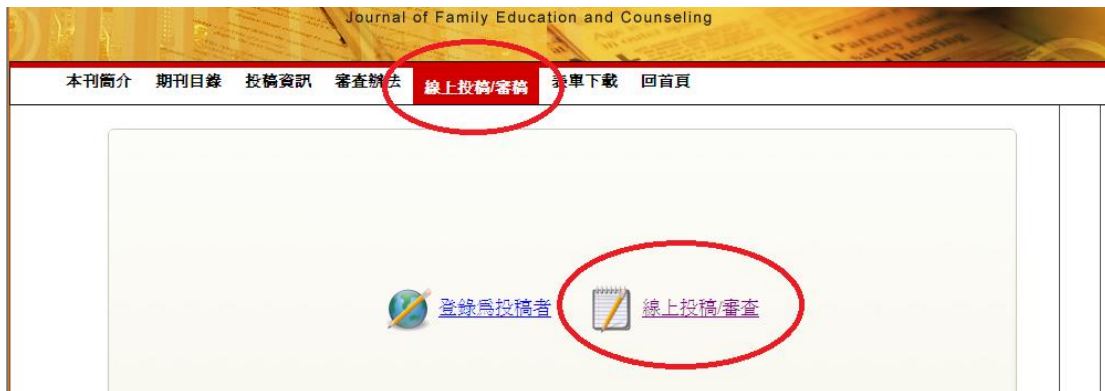 Journal of Family Education and Counseling
本刊簡介 期刊目錄 投稿資訊 審查辦法 線上投稿/審稿 表單下載 回首頁
登錄為投稿者 線上投稿/審查